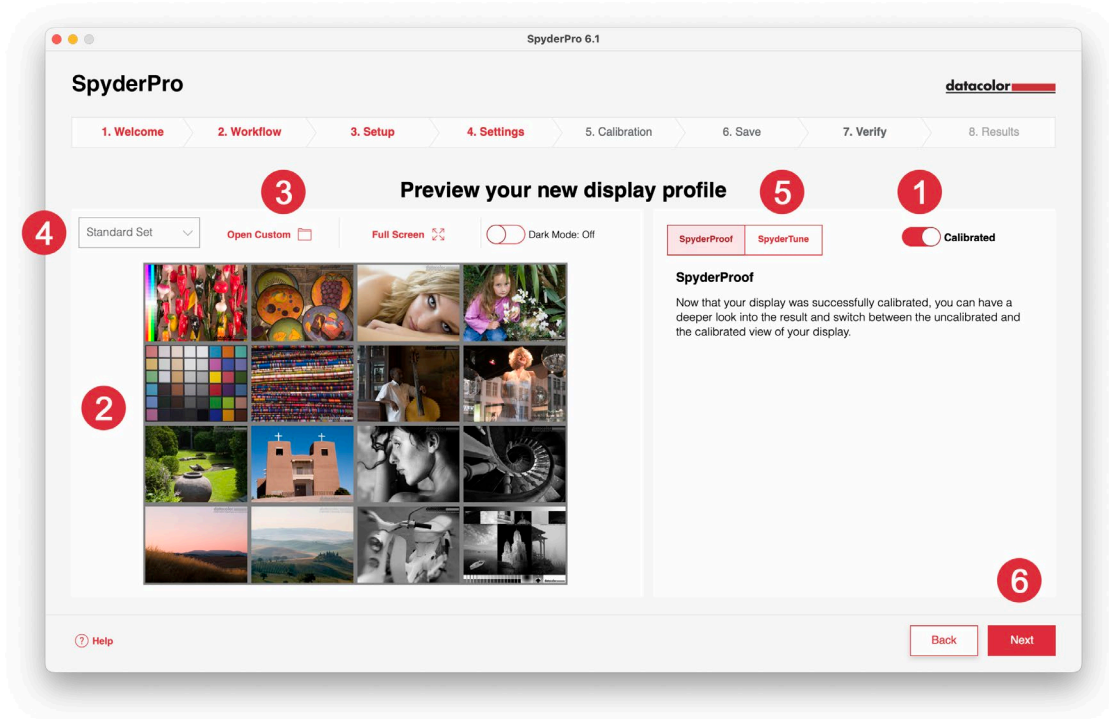 SpyderPro 6.1
SpyderPro
datacolor
1. Welcome
2. Workflow
3. Setup
4. Settings
5. Calibration
6. Save
7. Verify
8. Results
3
Preview your new display profile
5
1
4
Standard Set
Open Custom
Full Screen
Dark Mode: Off
SpyderProof
SpyderTune
Calibrated
SpyderProof
Now that your display was successfully calibrated, you can have a
deeper look into the result and switch between the uncalibrated and
the calibrated view of your display.
2
6
? Help
Back
Next